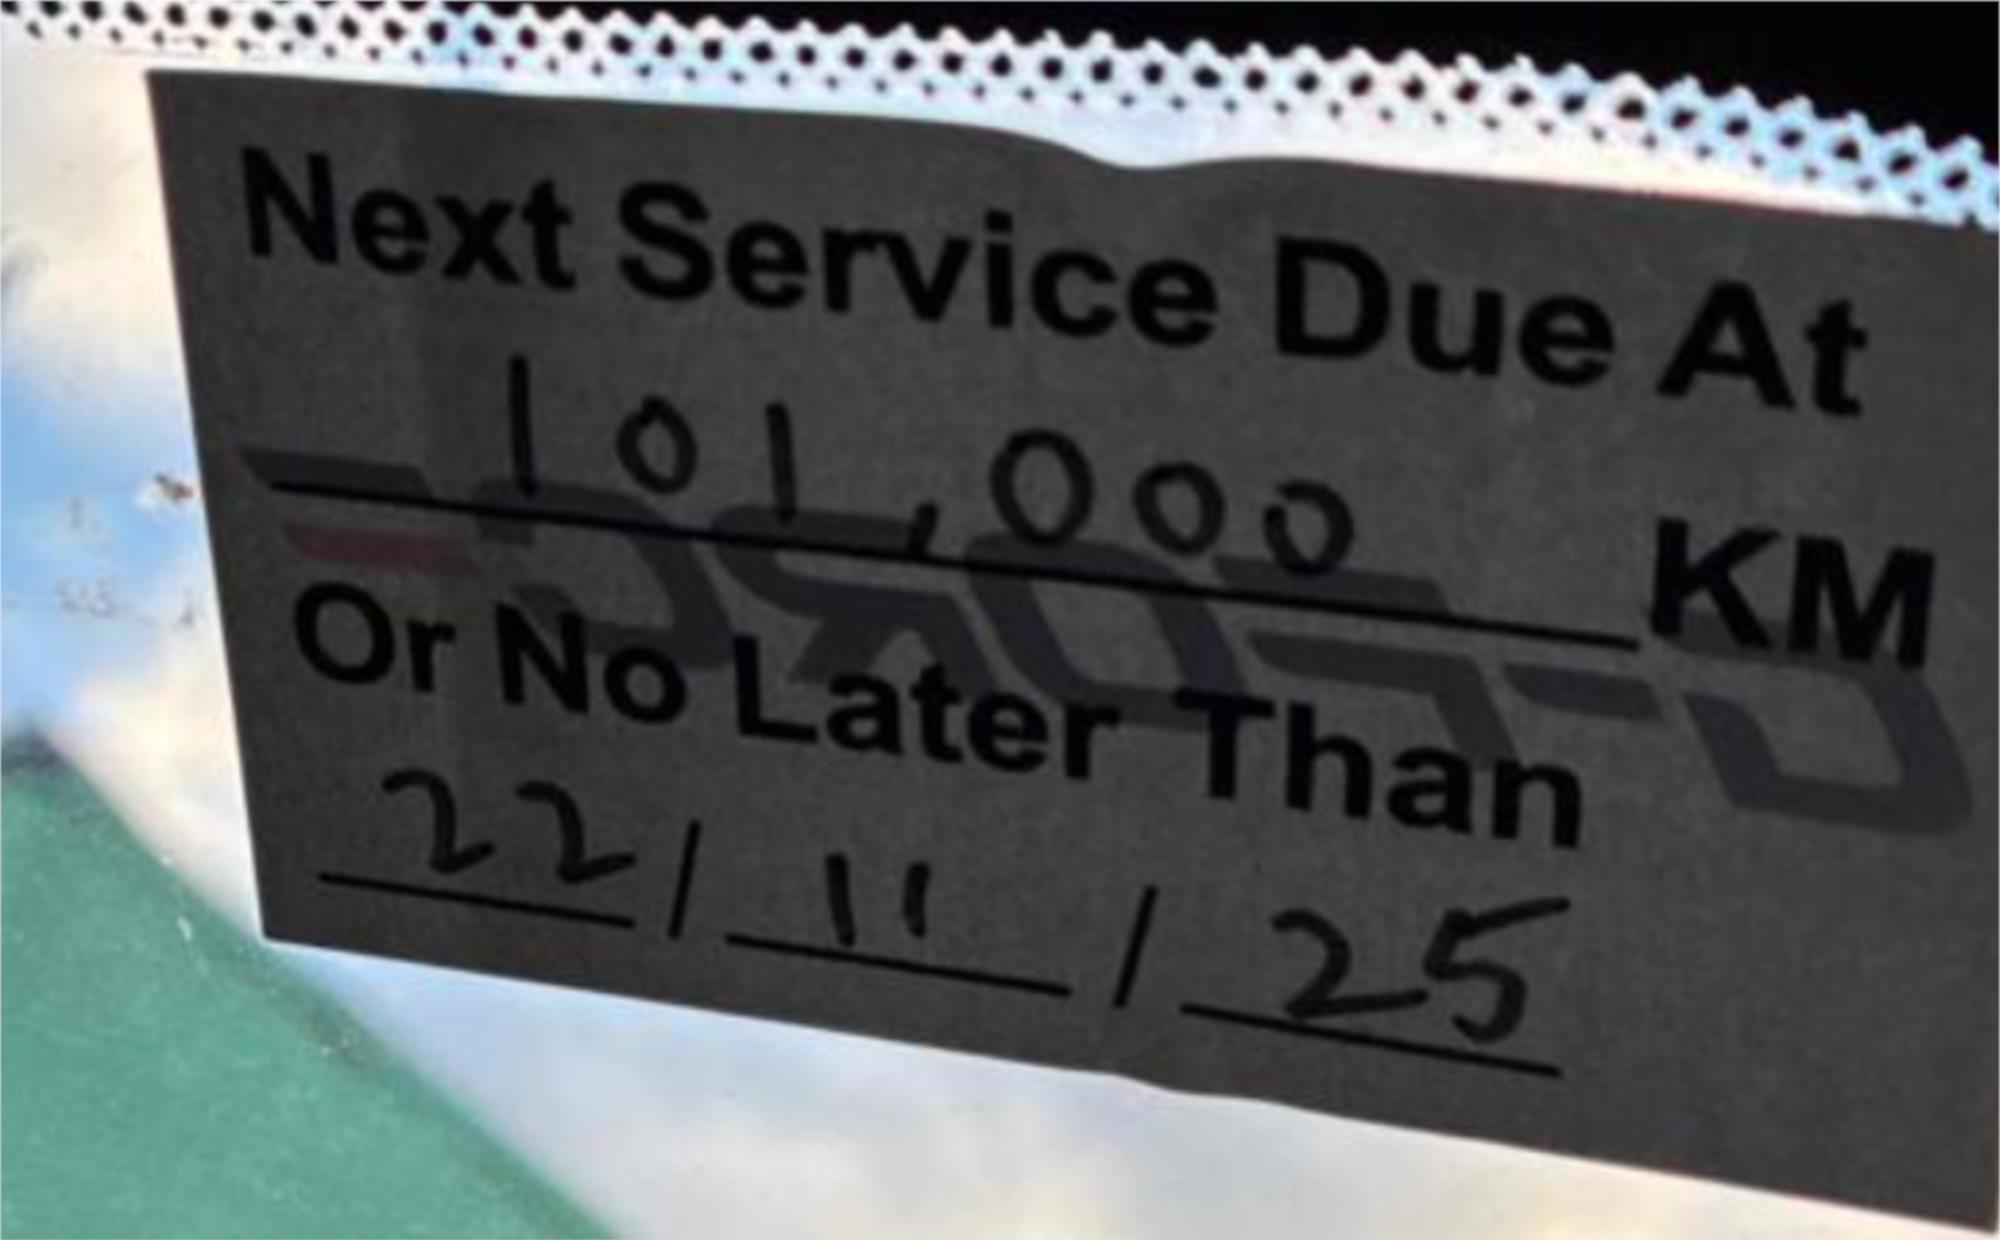 Next Service Due At
101,000 KM
Or No Later Than
22/11/25